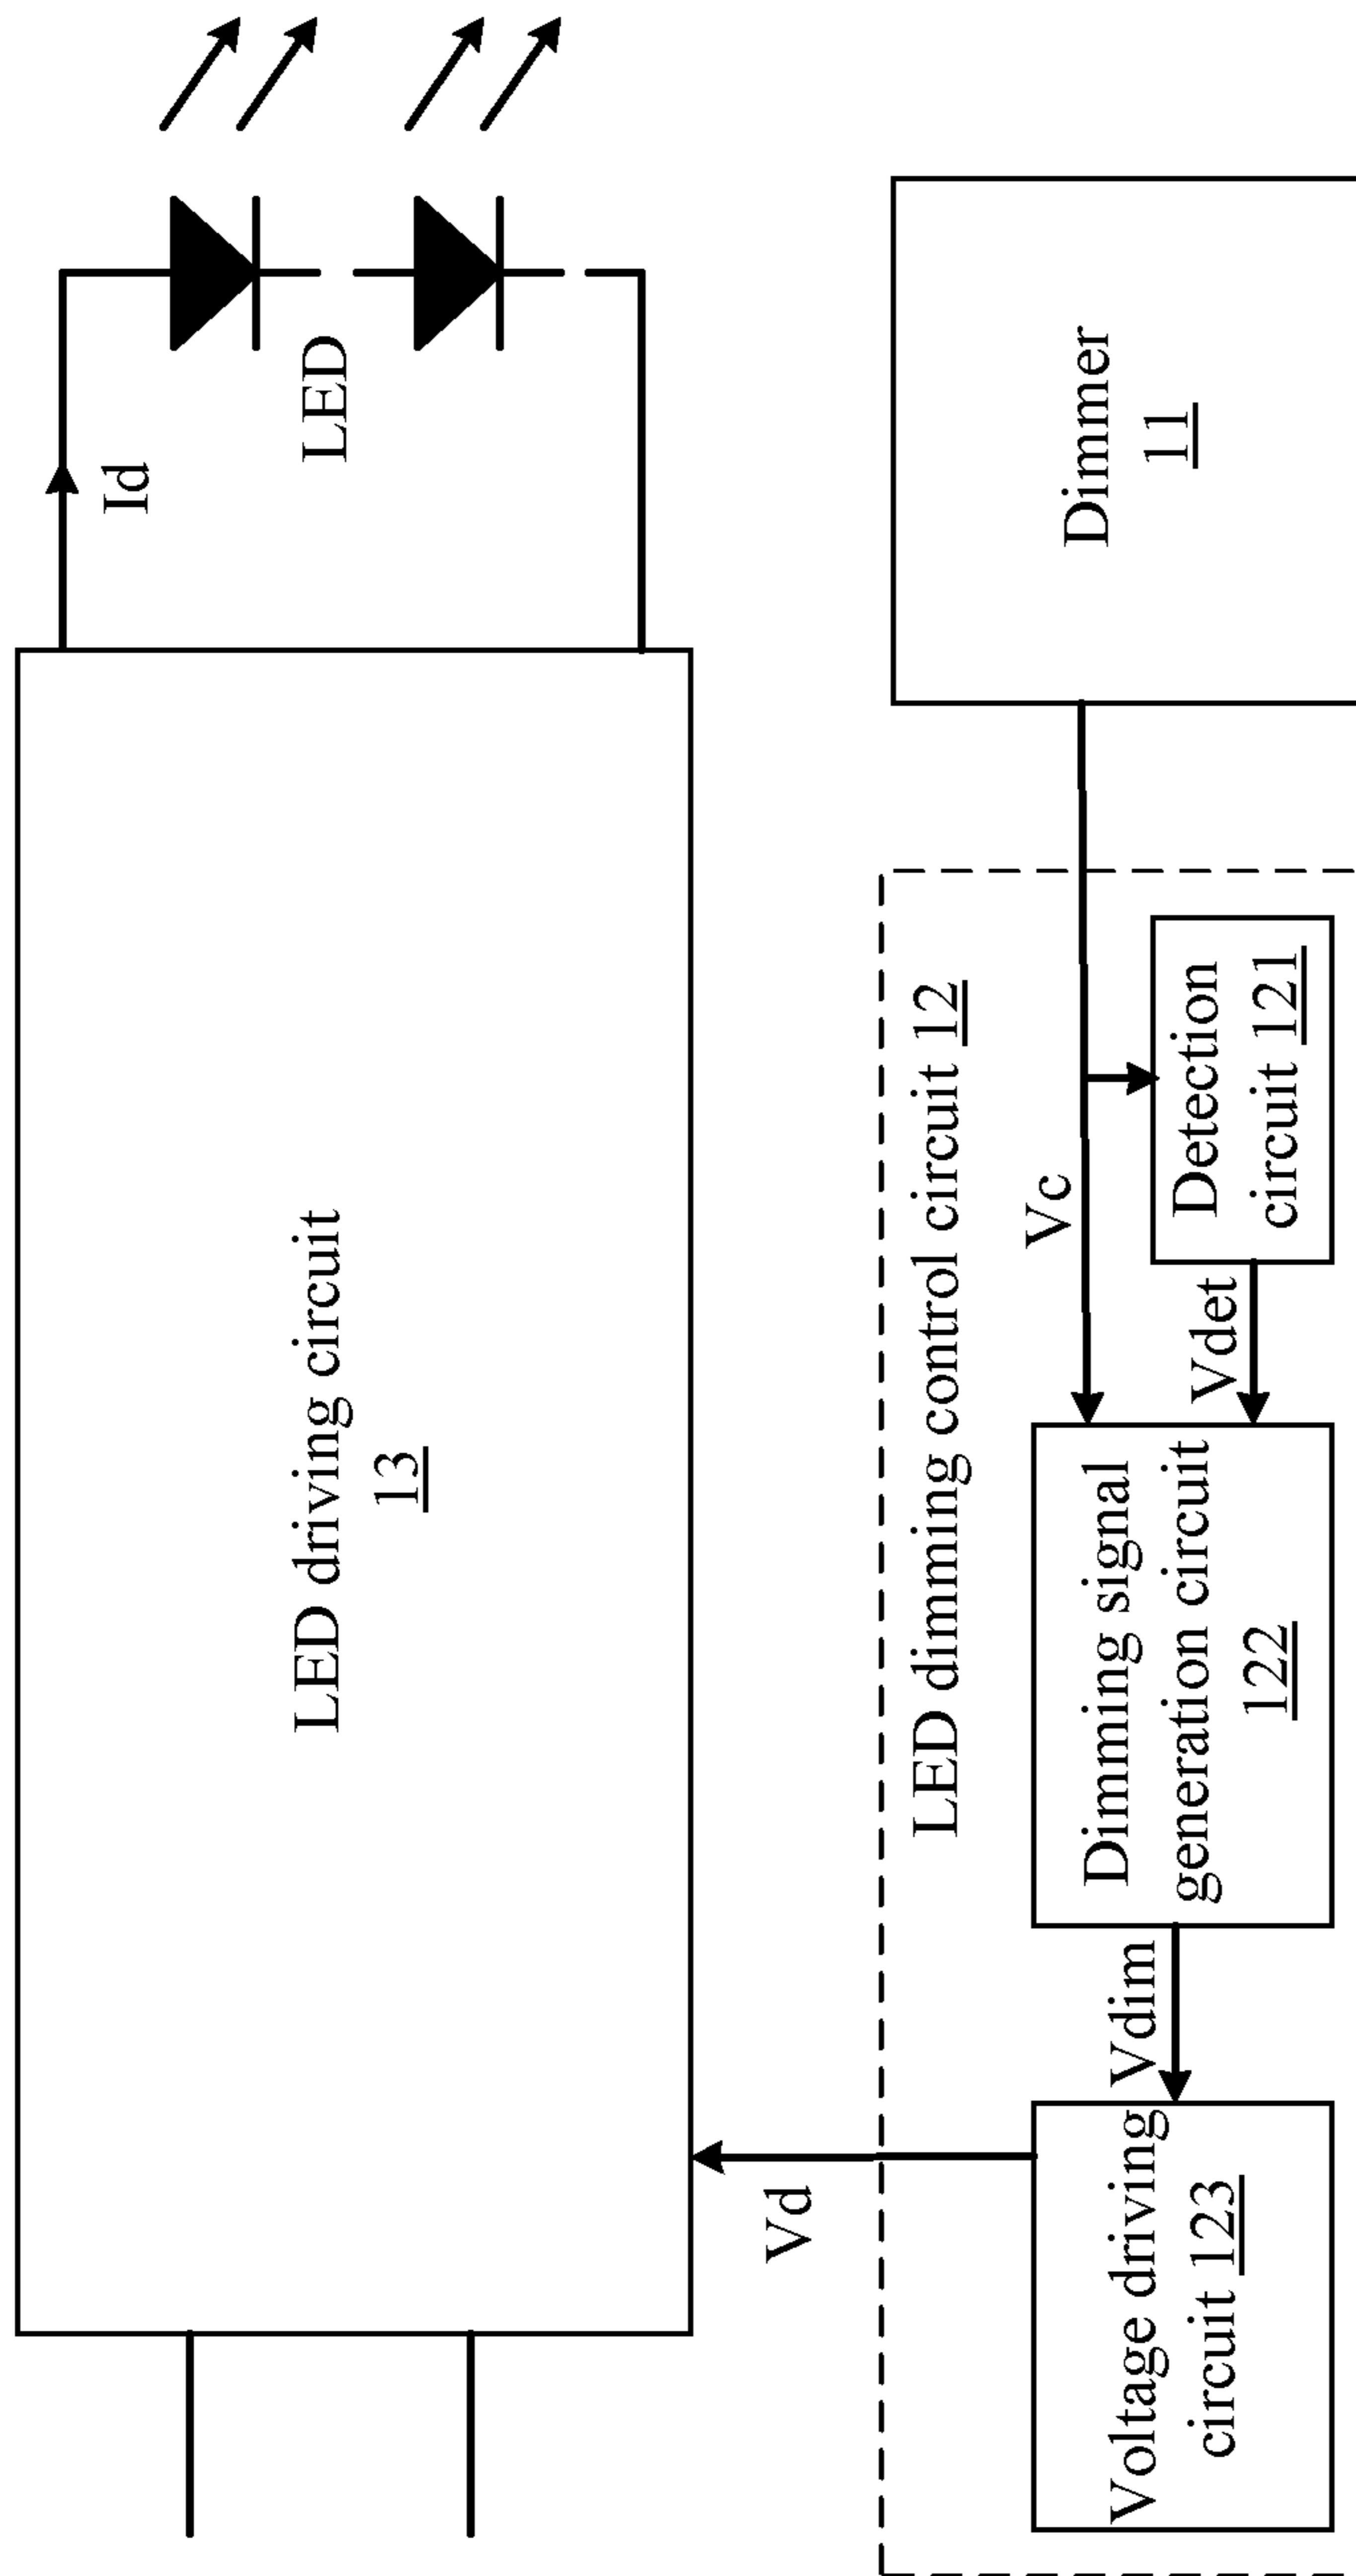 LED driving circuit
13
Id
LED
Vd
LED dimming control circuit 12
Voltage driving
circuit 123
Vdim
Dimming signal
generation circuit
122
Vc
Vdet
Detection
circuit 121
Dimmer
11